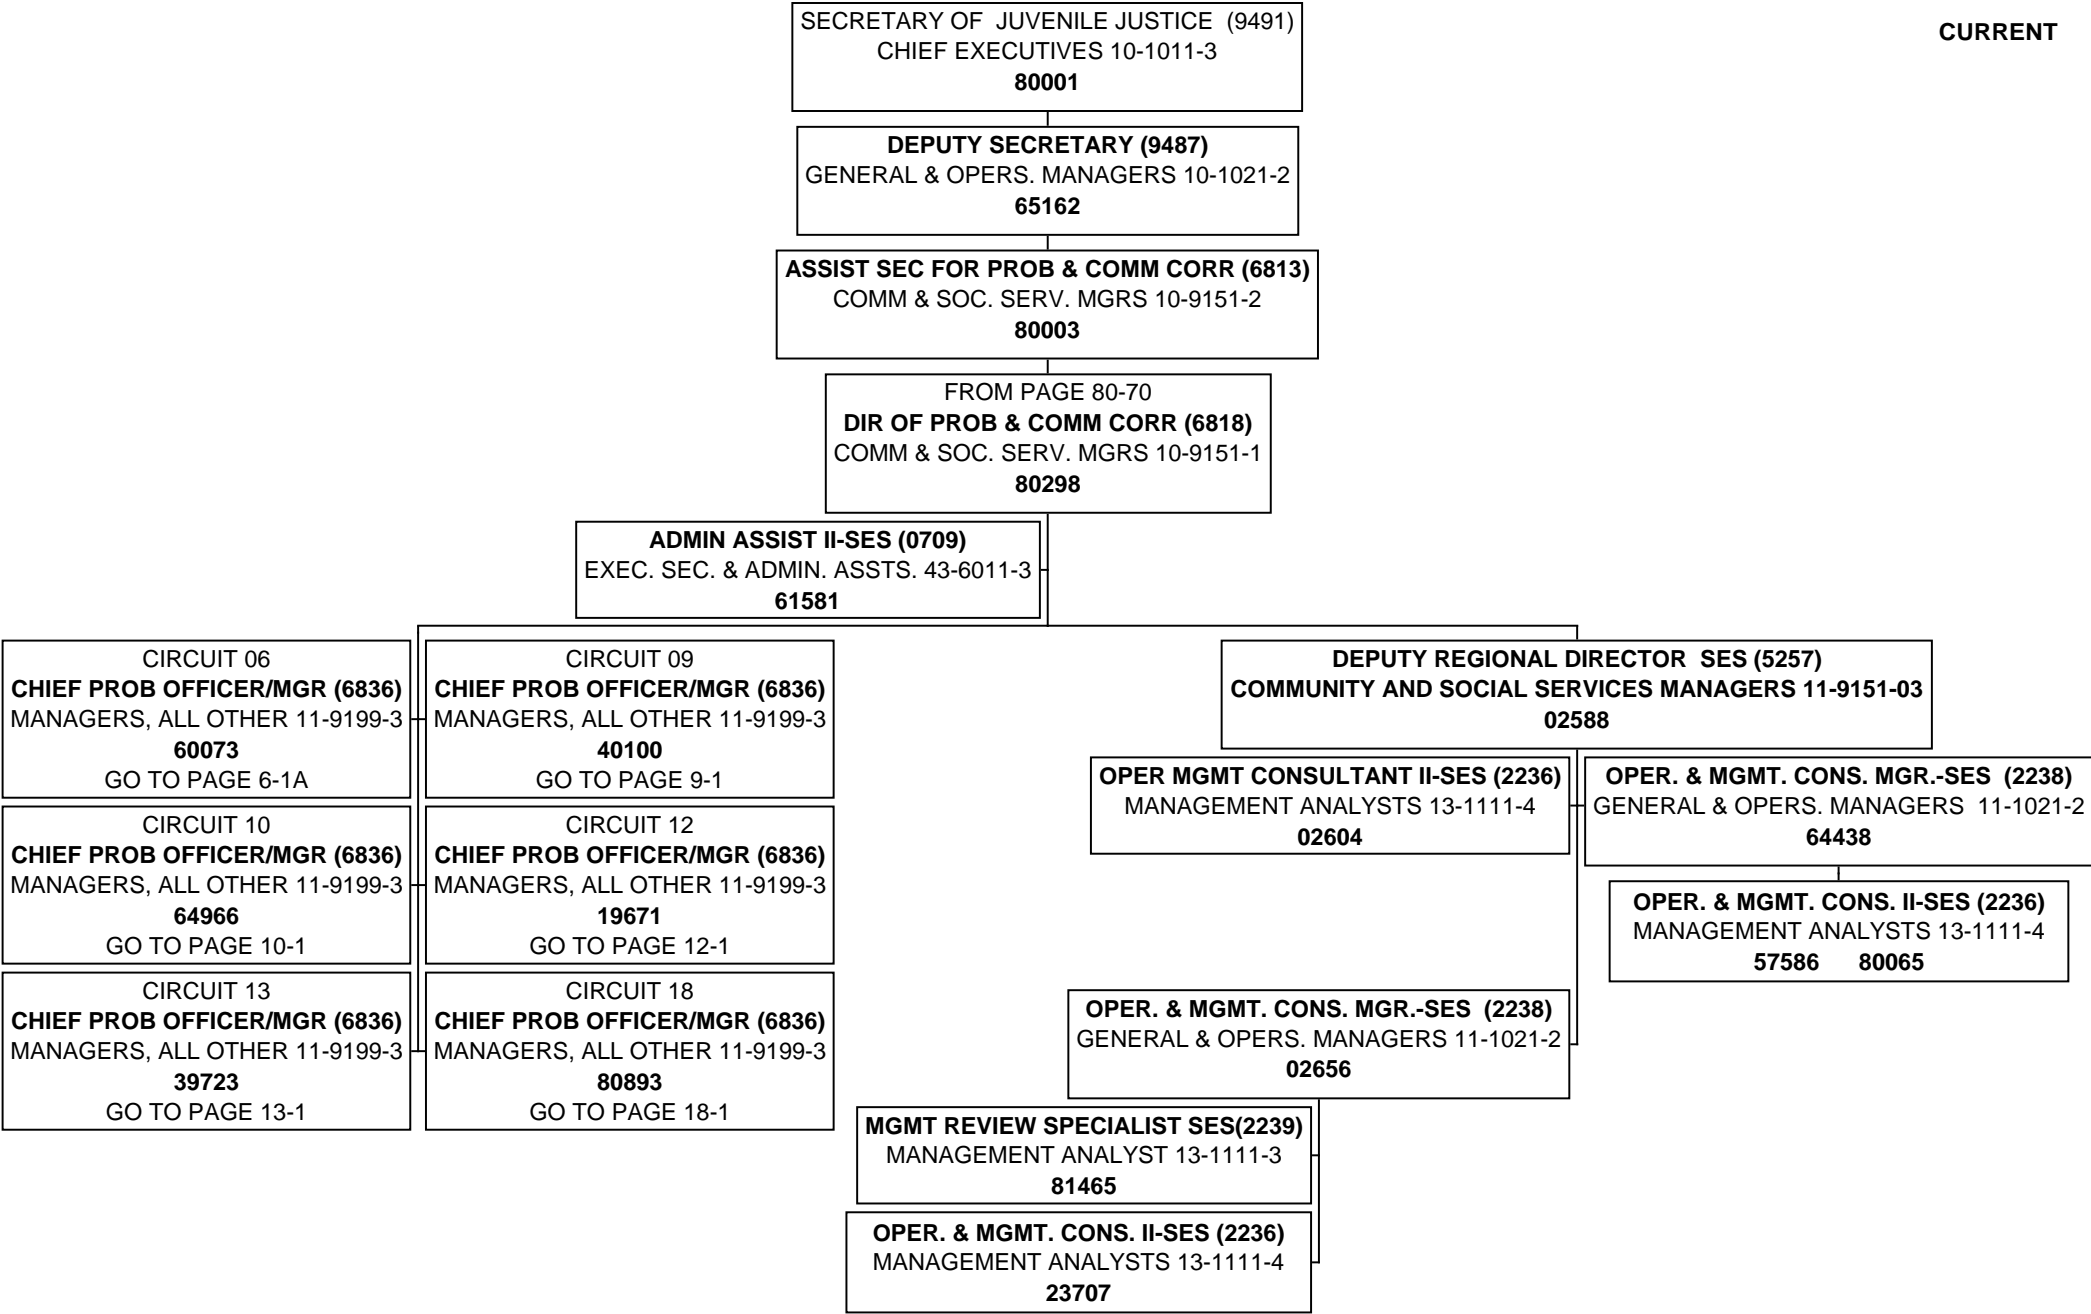 CURRENT
SECRETARY OF  JUVENILE JUSTICE  (9491)
CHIEF EXECUTIVES 10-1011-3
80001
DEPUTY SECRETARY (9487)
GENERAL & OPERS. MANAGERS 10-1021-2
65162
ASSIST SEC FOR PROB & COMM CORR (6813)
COMM & SOC. SERV. MGRS 10-9151-2
80003
FROM PAGE 80-70
DIR OF PROB & COMM CORR (6818)
COMM & SOC. SERV. MGRS 10-9151-1
80298
ADMIN ASSIST II-SES (0709)
EXEC. SEC. & ADMIN. ASSTS. 43-6011-3
61581
CIRCUIT 06
CHIEF PROB OFFICER/MGR (6836)
MANAGERS, ALL OTHER 11-9199-3
60073
GO TO PAGE 6-1A
CIRCUIT 09
CHIEF PROB OFFICER/MGR (6836)
MANAGERS, ALL OTHER 11-9199-3
40100
GO TO PAGE 9-1
CIRCUIT 10
CHIEF PROB OFFICER/MGR (6836)
MANAGERS, ALL OTHER 11-9199-3
64966
GO TO PAGE 10-1
CIRCUIT 12
CHIEF PROB OFFICER/MGR (6836)
MANAGERS, ALL OTHER 11-9199-3
19671
GO TO PAGE 12-1
CIRCUIT 13
CHIEF PROB OFFICER/MGR (6836)
MANAGERS, ALL OTHER 11-9199-3
39723
GO TO PAGE 13-1
CIRCUIT 18
CHIEF PROB OFFICER/MGR (6836)
MANAGERS, ALL OTHER 11-9199-3
80893
GO TO PAGE 18-1
DEPUTY REGIONAL DIRECTOR  SES (5257)
COMMUNITY AND SOCIAL SERVICES MANAGERS 11-9151-03
02588
OPER MGMT CONSULTANT II-SES (2236)
MANAGEMENT ANALYSTS 13-1111-4
02604
OPER. & MGMT. CONS. MGR.-SES  (2238)
GENERAL & OPERS. MANAGERS  11-1021-2
64438
OPER. & MGMT. CONS. II-SES (2236)
MANAGEMENT ANALYSTS 13-1111-4
57586     80065
OPER. & MGMT. CONS. MGR.-SES  (2238)
GENERAL & OPERS. MANAGERS 11-1021-2
02656
MGMT REVIEW SPECIALIST SES(2239)
MANAGEMENT ANALYST 13-1111-3
81465
OPER. & MGMT. CONS. II-SES (2236)
MANAGEMENT ANALYSTS 13-1111-4
23707